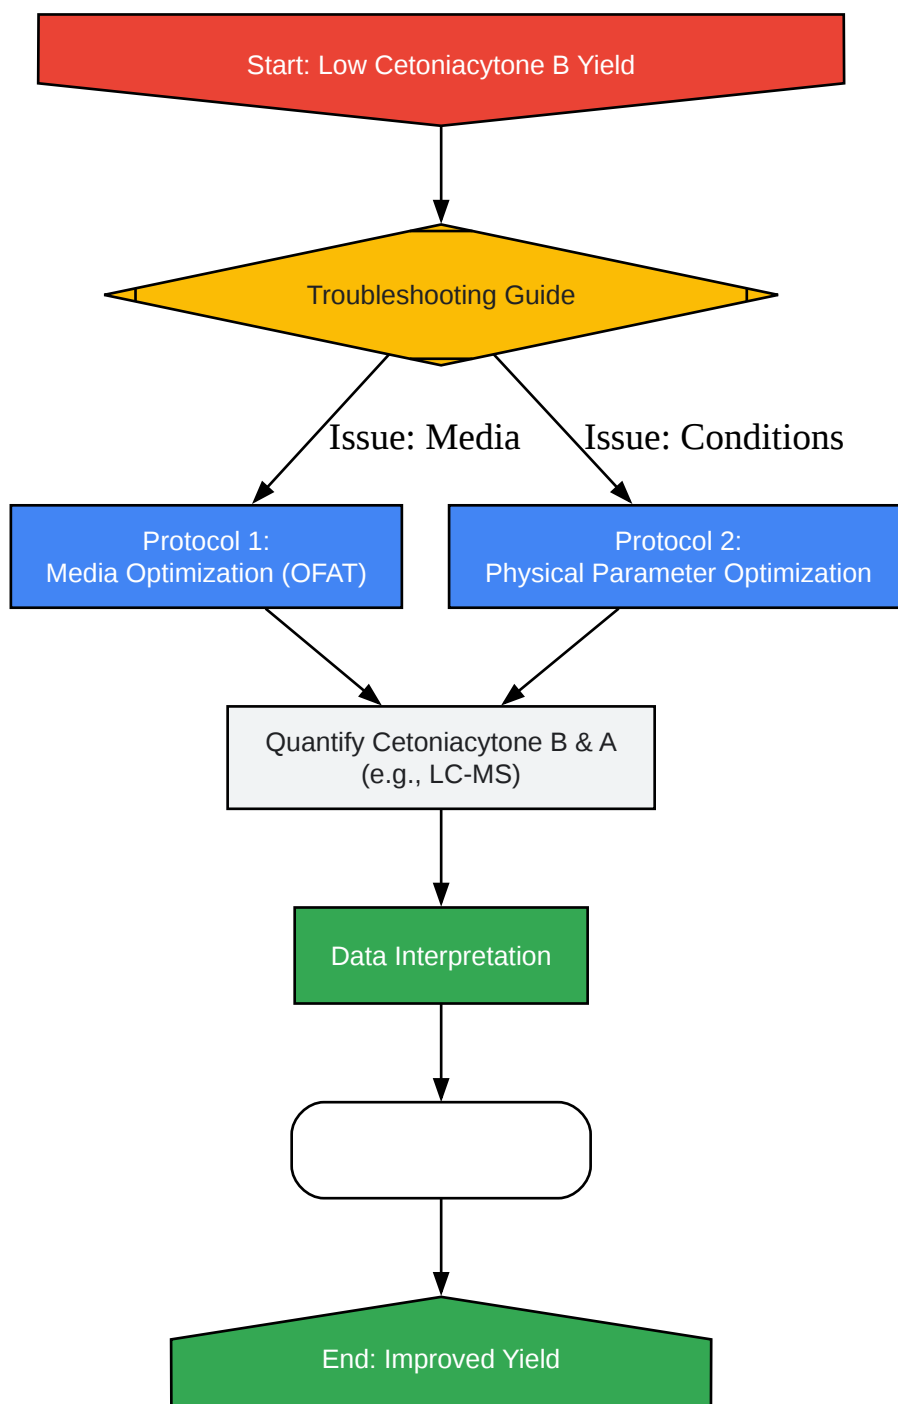 Start: Low Cetoniacytone B Yield
Troubleshooting Guide
Issue: Media
Issue: Conditions
Protocol 1:
Media Optimization (OFAT)
Protocol 2:
Physical Parameter Optimization
Quantify Cetoniacytone B & A
(e.g., LC-MS)
Data Interpretation
End: Improved Yield